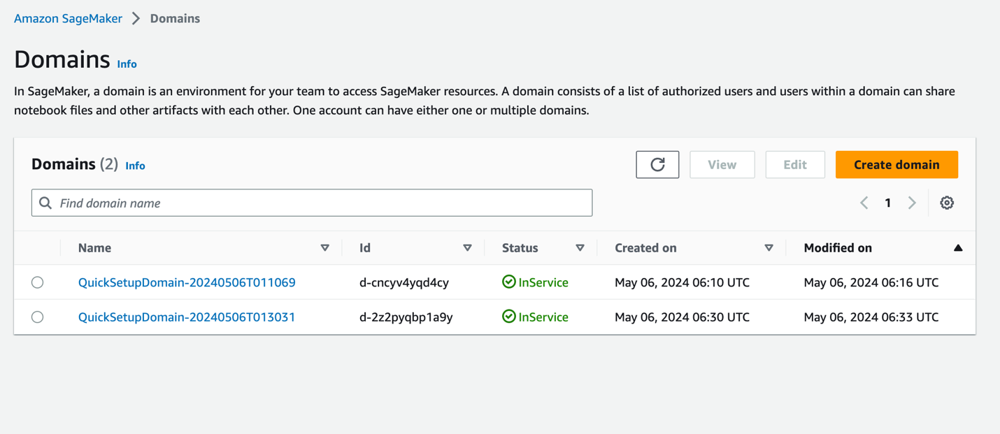 Amazon SageMaker > Domains
Domains Info
In SageMaker, a domain is an environment for your team to access SageMaker resources. A domain consists of a list of authorized users and users within a domain can share
notebook files and other artifacts with each other. One account can have either one or multiple domains.
Domains (2) Info View Edit Create domain
Find domain name 1
Name Id Status Created on Modified on
QuickSetupDomain-20240506T011069 d-cncyv4yqd4cy InService May 06, 2024 06:10 UTC May 06, 2024 06:16 UTC
QuickSetupDomain-20240506T013031 d-2z2pyqbp1a9y InService May 06, 2024 06:30 UTC May 06, 2024 06:33 UTC